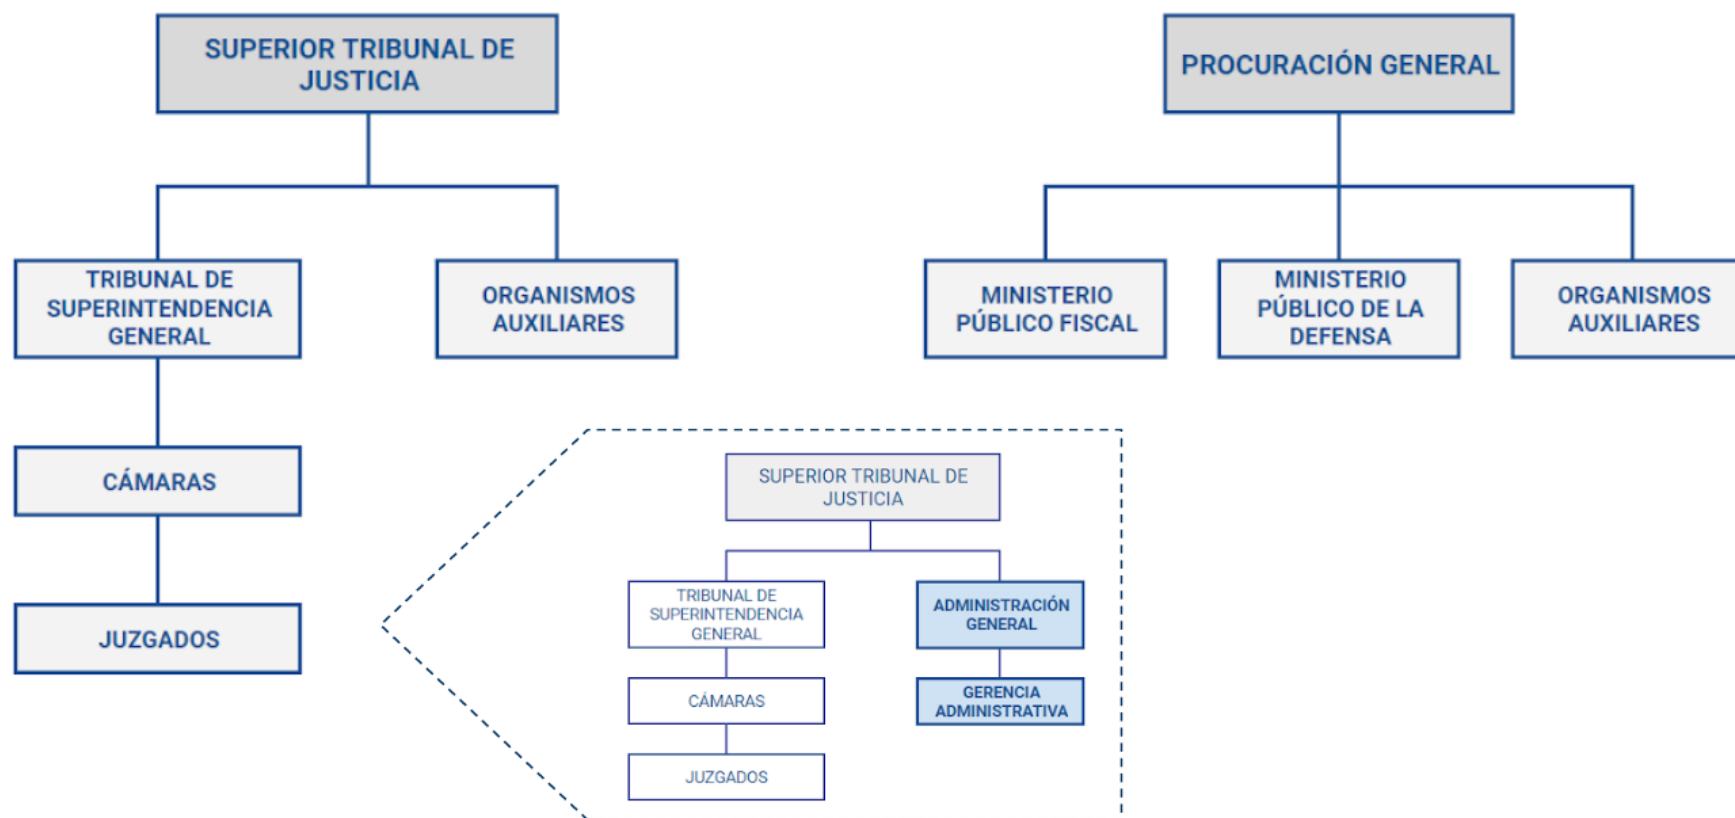 SUPERIOR TRIBUNAL DE
JUSTICIA
PROCURACIÓN GENERAL
TRIBUNAL DE
SUPERINTENDENCIA
GENERAL
ORGANISMOS
AUXILIARES
MINISTERIO
PÚBLICO FISCAL
MINISTERIO
PÚBLICO DE LA
DEFENSA
ORGANISMOS
AUXILIARES
CÁMARAS
JUZGADOS
SUPERIOR TRIBUNAL DE
JUSTICIA
TRIBUNAL DE
SUPERINTENDENCIA
GENERAL
ADMINISTRACIÓN
GENERAL
CÁMARAS
GERENCIA
ADMINISTRATIVA
JUZGADOS